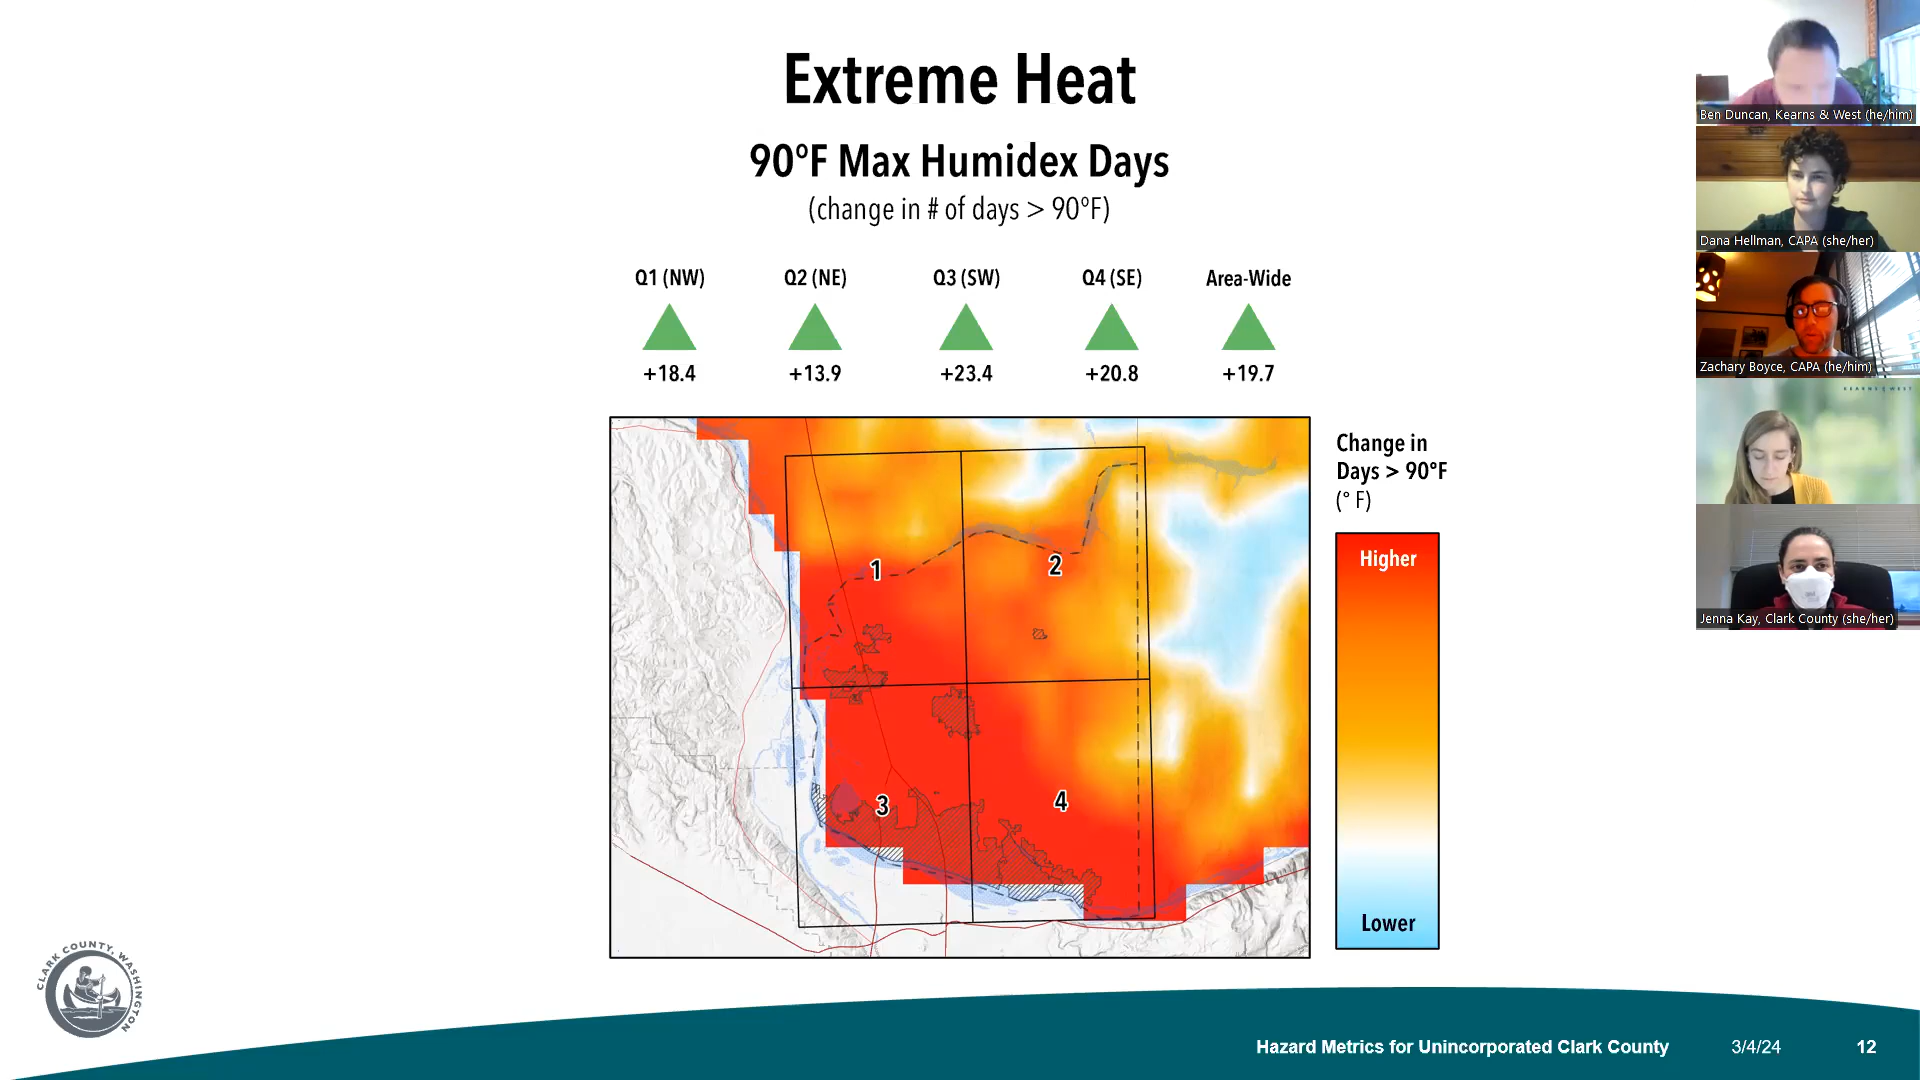 Extreme Heat
90°F Max Humidex Days
(change in # of days > 90°F)
Q1 (NW)
Q2 (NE)
Q3 (SW)
Q4 (SE)
Area-Wide
+18.4
+13.9
+23.4
+20.8
+19.7
1
2
3
4
Change in
Days > 90°F
(° F)
Higher
Lower
CLARK COUNTY, WASHINGTON
Hazard Metrics for Unincorporated Clark County
3/4/24
12
Ben Duncan, Kearns & West (he/him)
Dana Hellman, CAPA (she/her)
Zachary Boyce, CAPA (he/him)
KEARNS & WEST
Jenna Kay, Clark County (she/her)